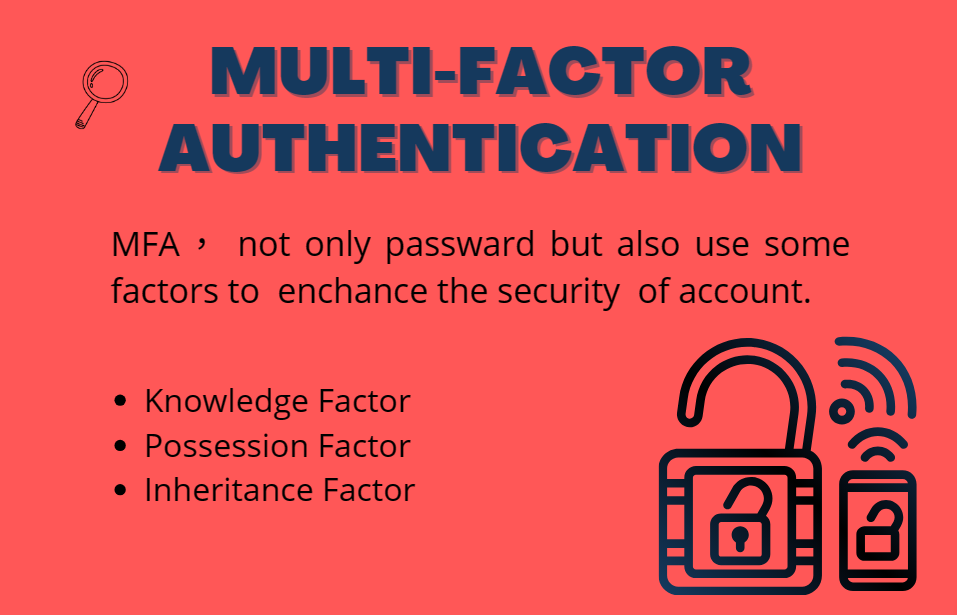 MULTI-FACTOR
AUTHENTICATION
MFA， not only passward but also use some
factors to enchance the security of account.
• Knowledge Factor
• Possession Factor
• Inheritance Factor